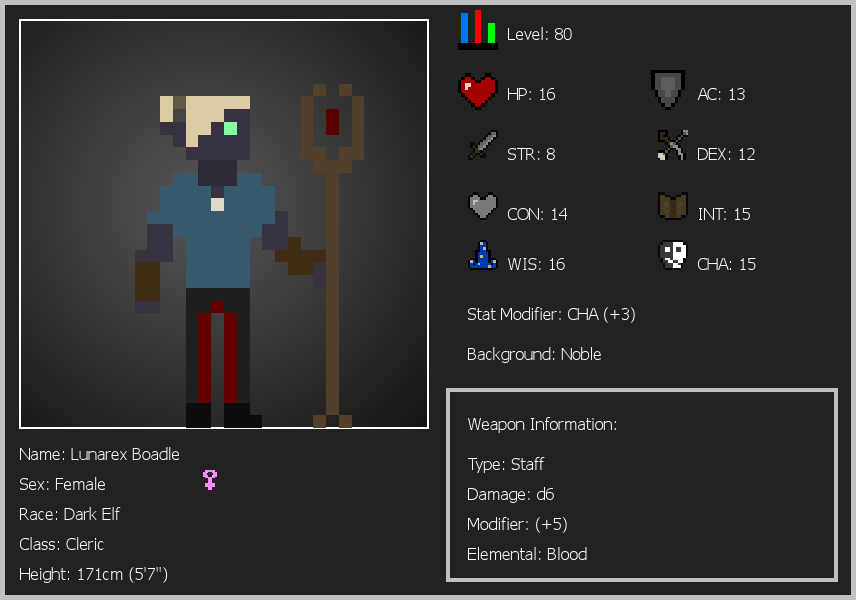 Level: 80
HP: 16
AC: 13
STR: 8
DEX: 12
CON: 14
INT: 15
WIS: 16
CHA: 15
Stat Modifier: CHA (+3)
Background: Noble
Weapon Information:
Type: Staff
Damage: d6
Modifier: (+5)
Elemental: Blood
Name: Lunarex Boadle
Sex: Female
Race: Dark Elf
Class: Cleric
Height: 171cm (5'7")